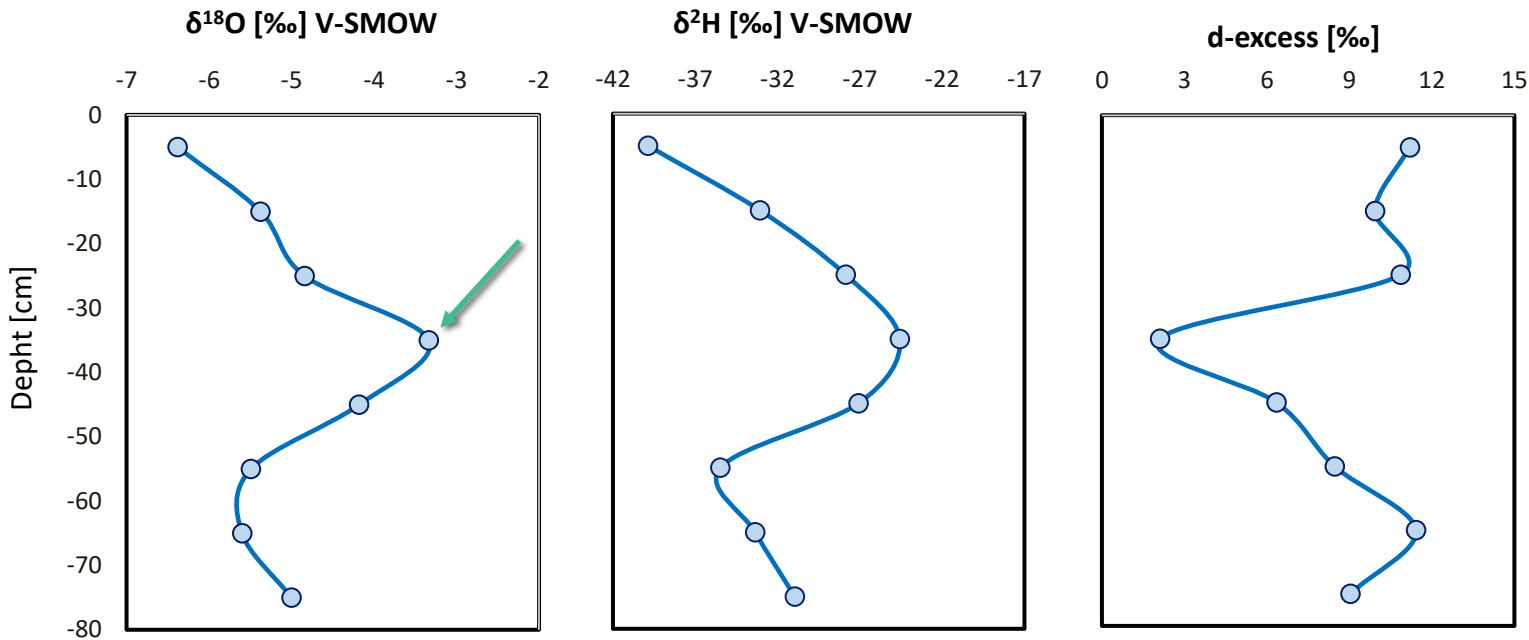 δ¹⁸O [‰] V-SMOW
-7 -6 -5 -4 -3 -2
δ²H [‰] V-SMOW
-42 -37 -32 -27 -22 -17
d-excess [‰]
0 3 6 9 12 15
Depht [cm]
0
-10
-20
-30
-40
-50
-60
-70
-80